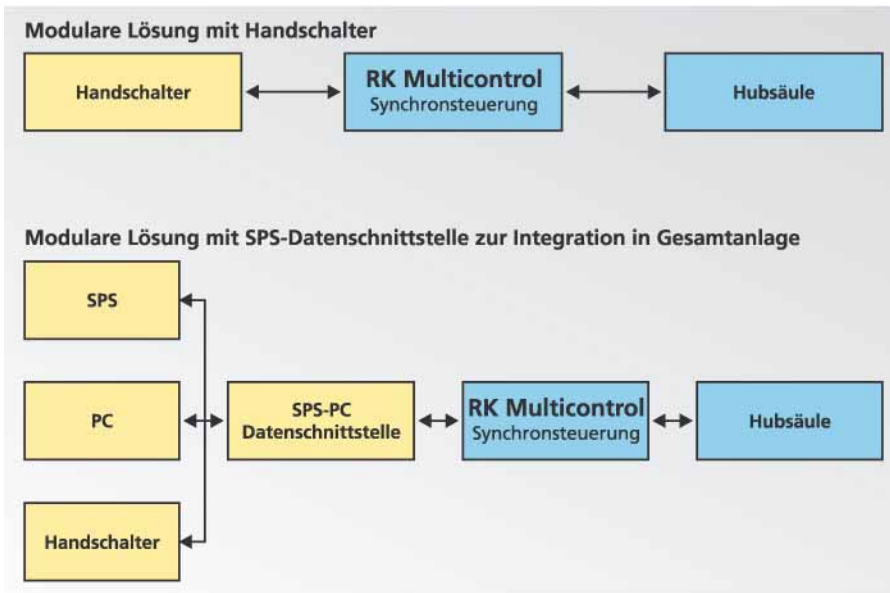 Modulare Lösung mit Handschalter
Handschalter
RK Multicontrol
Synchronsteuerung
Hubsäule
Modulare Lösung mit SPS-Datenschnittstelle zur Integration in Gesamtanlage
SPS
PC
Handschalter
SPS-PC
Datenschnittstelle
RK Multicontrol
Synchronsteuerung
Hubsäule